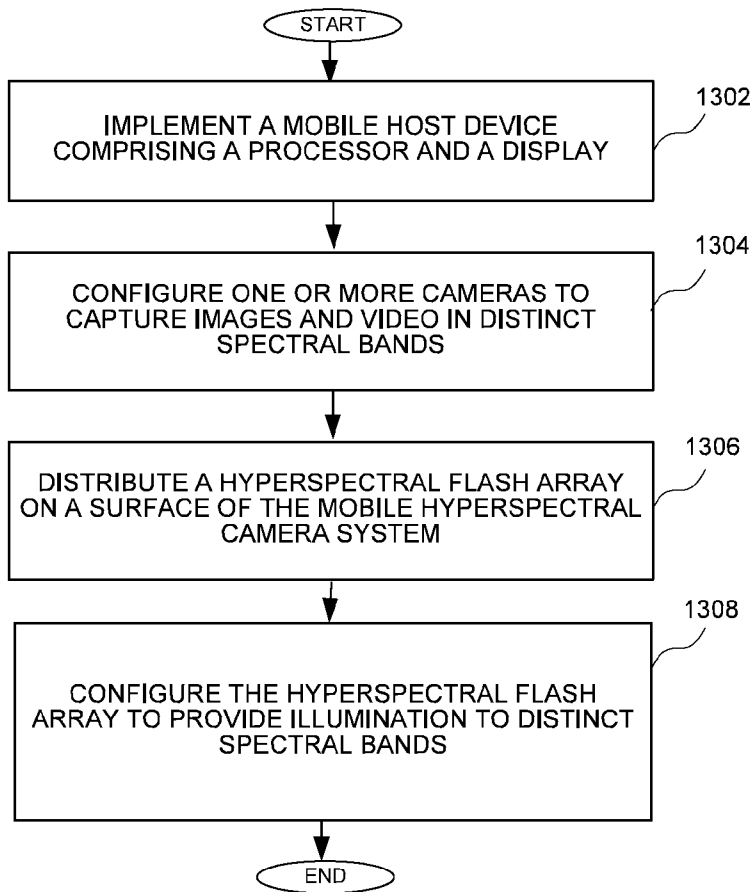 START
1302
IMPLEMENT A MOBILE HOST DEVICE
COMPRISING A PROCESSOR AND A DISPLAY
1304
CONFIGURE ONE OR MORE CAMERAS TO
CAPTURE IMAGES AND VIDEO IN DISTINCT
SPECTRAL BANDS
1306
DISTRIBUTE A HYPERSPECTRAL FLASH ARRAY
ON A SURFACE OF THE MOBILE HYPERSPECTRAL
CAMERA SYSTEM
1308
CONFIGURE THE HYPERSPECTRAL FLASH
ARRAY TO PROVIDE ILLUMINATION TO DISTINCT
SPECTRAL BANDS
END